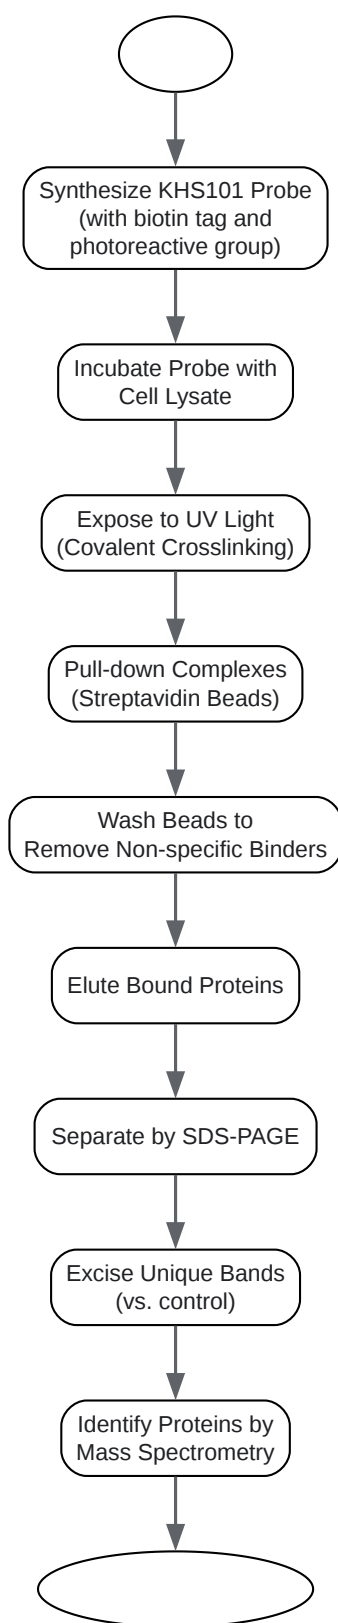 Synthesize KHS101 Probe
(with biotin tag and
photoreactive group)
Incubate Probe with
Cell Lysate
Expose to UV Light
(Covalent Crosslinking)
Pull-down Complexes
(Streptavidin Beads)
Wash Beads to
Remove Non-specific Binders
Elute Bound Proteins
Separate by SDS-PAGE
Excise Unique Bands
(vs. control)
Identify Proteins by
Mass Spectrometry